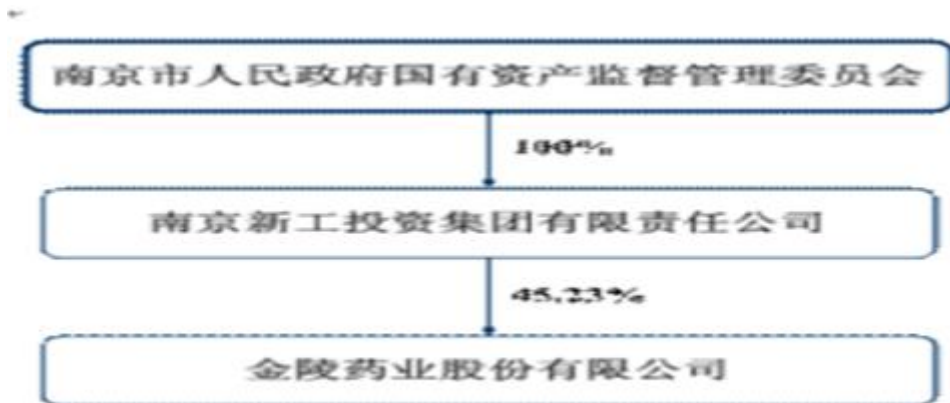 南京市人民政府国有资产监督管理委员会
100%
南京新工投资集团有限责任公司
45.23%
金陵药业股份有限公司